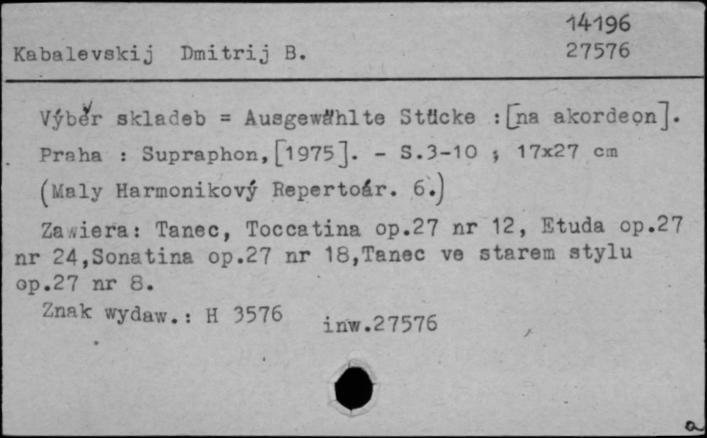 14196
Kabalevskij Dmitrij B. 27576
Výběr skladeb = Ausgewählte Stücke : [na akordeon].
Praha : Supraphon, [1975]. - S.3-10 ; 17x27 cm
(Maly Harmonikový Repertoár. 6.)
Zawiera: Tanec, Toccatina op.27 nr 12, Etuda op.27
nr 24,Sonatina op.27 nr 18,Tanec ve starem stylu
op.27 nr 8.
Znak wydaw.: H 3576 inw.27576
a